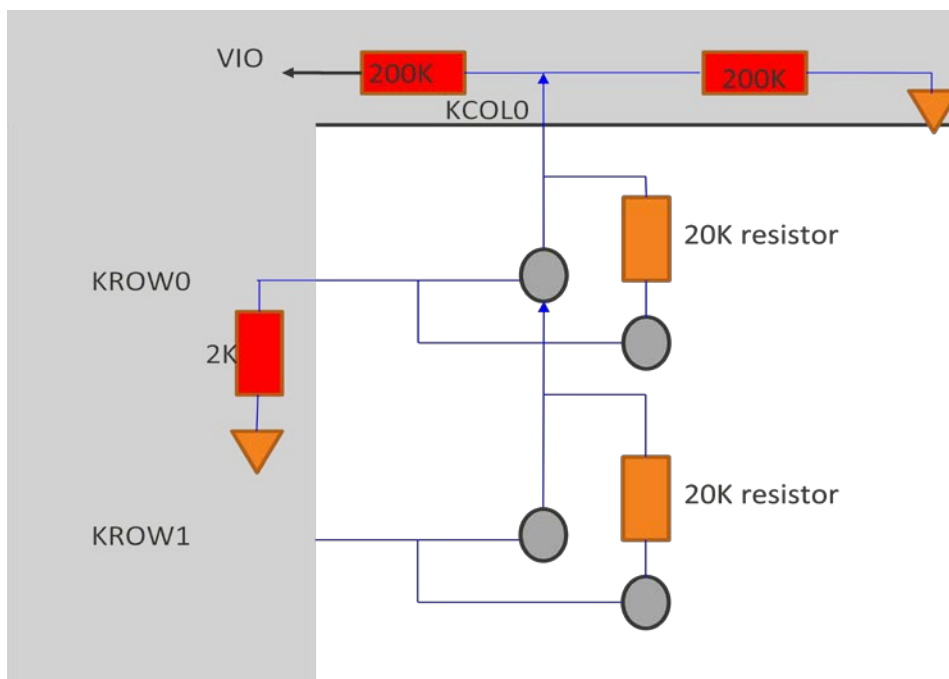 VIO
200K
200K
KCOL0
20K resistor
KROW0
2K
20K resistor
KROW1